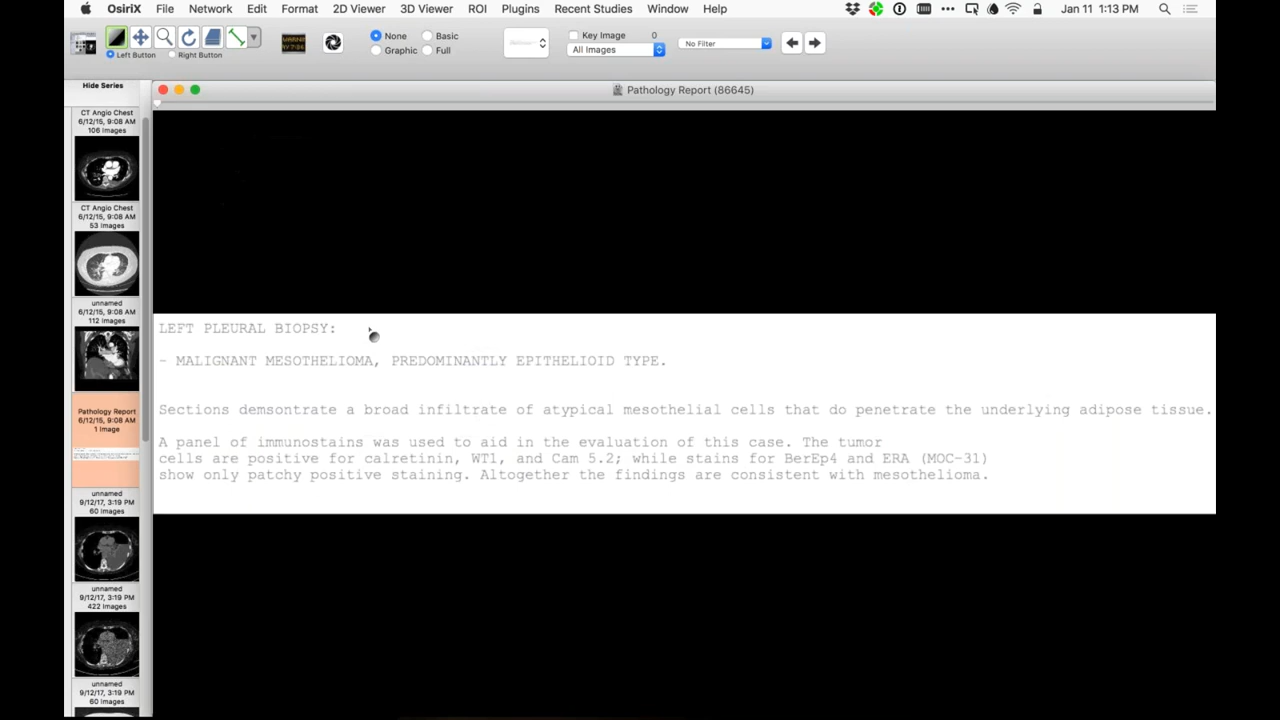 OsiriX File Network Edit Format 2D Viewer 3D Viewer ROI Plugins Recent Studies Window Help Jan 11 1:13 PM
None Basic Key Image 0 No Filter
Graphic Full All Images
Left Button Right Button
Hide Series
Pathology Report (86645)
CT Angio Chest
6/12/15, 9:08 AM
106 Images
CT Angio Chest
6/12/15, 9:08 AM
53 Images
unnamed
6/12/15, 9:08 AM
112 Images
Pathology Report
6/12/15, 9:08 AM
1 Image
unnamed
9/12/17, 3:19 PM
60 Images
unnamed
9/12/17, 3:19 PM
422 Images
unnamed
9/12/17, 3:19 PM
60 Images
LEFT PLEURAL BIOPSY:
- MALIGNANT MESOTHELIOMA, PREDOMINANTLY EPITHELIOID TYPE.
Sections demsontrate a broad infiltrate of atypical mesothelial cells that do penetrate the underlying adipose tissue.
A panel of immunostains was used to aid in the evaluation of this case. The tumor
cells are positive for calretinin, WT1, and Cam 5.2; while stains for BerEp4 and ERA (MOC-31)
show only patchy positive staining. Altogether the findings are consistent with mesothelioma.